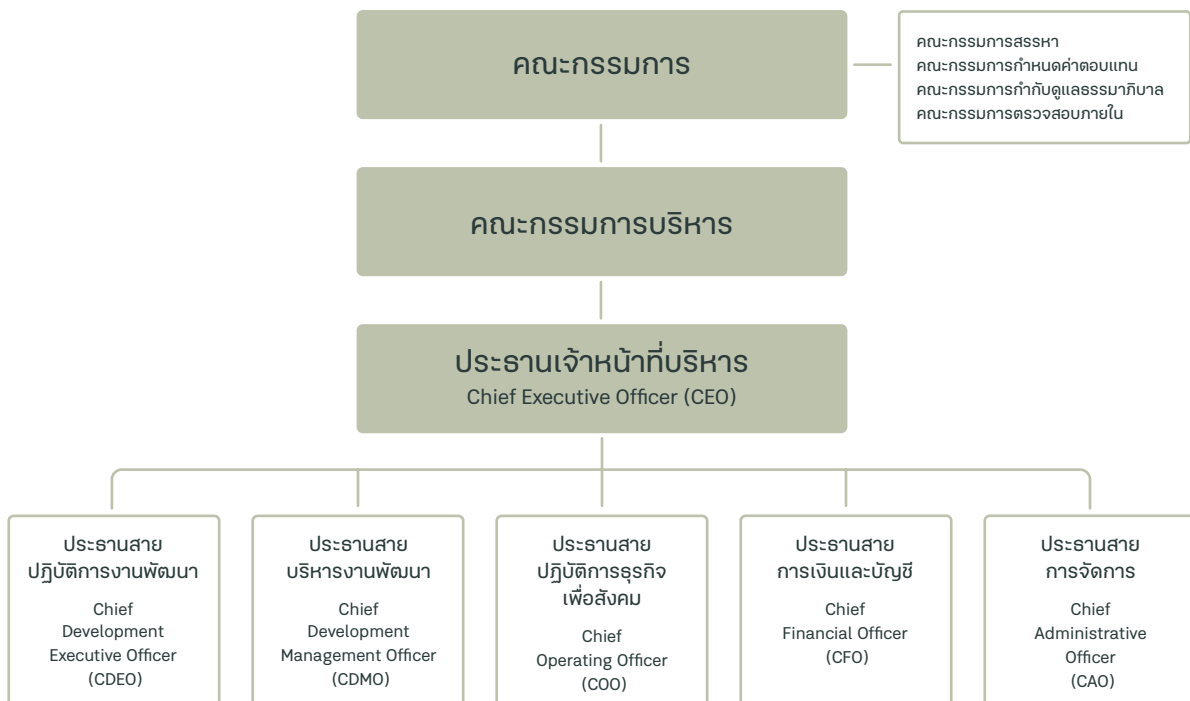 คณะกรรมการ
คณะกรรมการสรรหา
คณะกรรมการกำหนดค่าตอบแทน
คณะกรรมการกำกับดูแลธรรมาภิบาล
คณะกรรมการตรวจสอบภายใน
คณะกรรมการบริหาร
ประธานเจ้าหน้าที่บริหาร
Chief Executive Officer (CEO)
ประธานสาย
ปฏิบัติการงานพัฒนา
Chief
Development
Executive Officer
(CDEO)
ประธานสาย
บริหารงานพัฒนา
Chief
Development
Management Officer
(CDMO)
ประธานสาย
ปฏิบัติการธุรกิจ
เพื่อสังคม
Chief
Operating Officer
(COO)
ประธานสาย
การเงินและบัญชี
Chief
Financial Officer
(CFO)
ประธานสาย
การจัดการ
Chief
Administrative
Officer
(CAO)